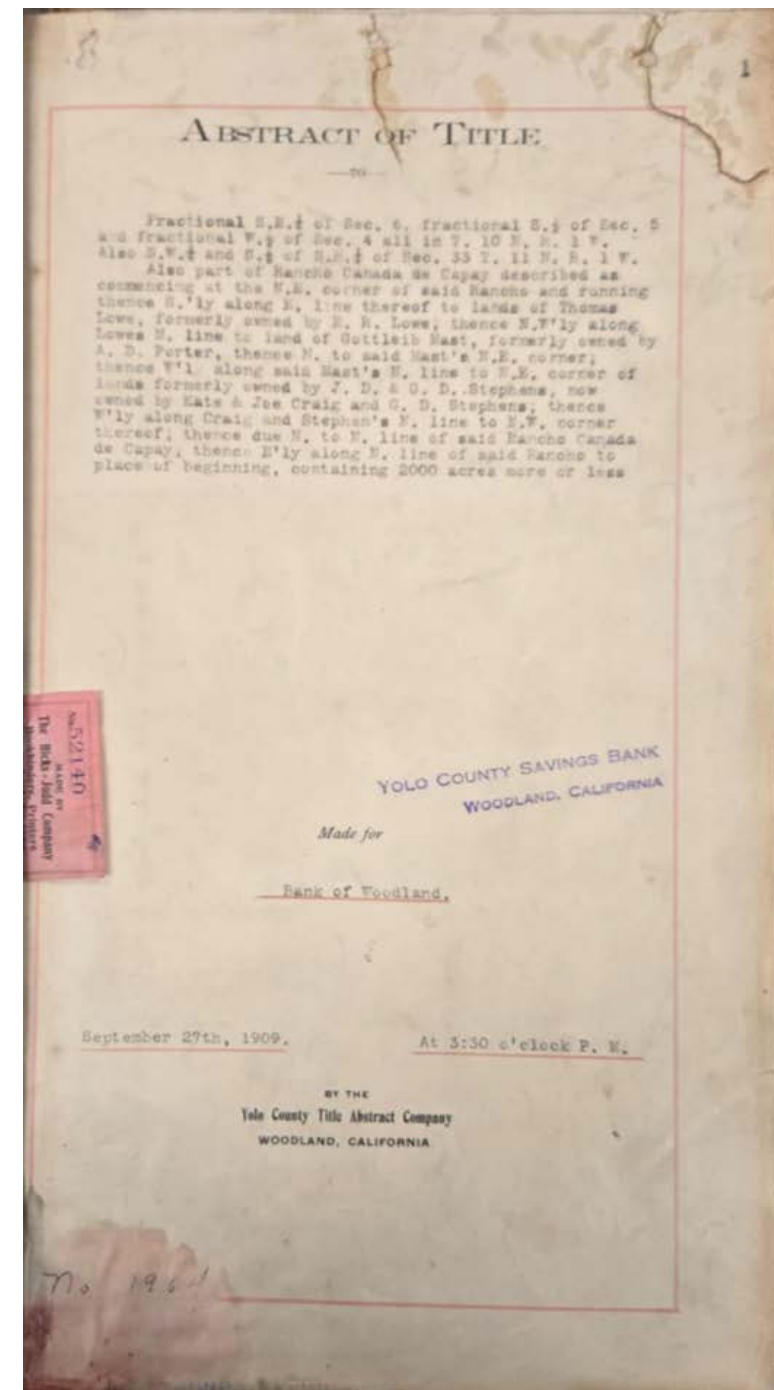 1
ABSTRACT OF TITLE
—TO—
Fractional S.E.¼ of Sec. 6, fractional S.½ of Sec. 5
and fractional W.½ of Sec. 4 all in T. 10 N. R. 1 W.
Also S.W.¼ and S.½ of S.E.¼ of Sec. 33 T. 11 N. R. 1 W.
Also part of Rancho Canada de Capay described as
commencing at the N.E. corner of said Rancho and running
thence S.'ly along E. line thereof to lands of Thomas
Lowe, formerly owned by E. R. Lowe; thence N.W'ly along
Lowes N. line to land of Gottleib Mast, formerly owned by
A. D. Porter, thence N. to said Mast's N.E. corner;
thence W'l along said Mast's N. line to N.E. corner of
lands formerly owned by J. D. & G. D. Stephens, now
owned by Kate & Joe Craig and G. D. Stephens; thence
W'ly along Craig and Stephen's N. line to N.W. corner
thereof; thence due N. to N. line of said Rancho Canada
de Capay, thence E'ly along N. line of said Rancho to
place of beginning, containing 2000 acres more or less
No. 52140
MADE BY
The Hicks-Judd Company
Bookbinders, Printers
YOLO COUNTY SAVINGS BANK
WOODLAND, CALIFORNIA
Made for
Bank of Woodland.
September 27th, 1909.
At 3:30 o'clock P. M.
BY THE
Yolo County Title Abstract Company
WOODLAND, CALIFORNIA
No